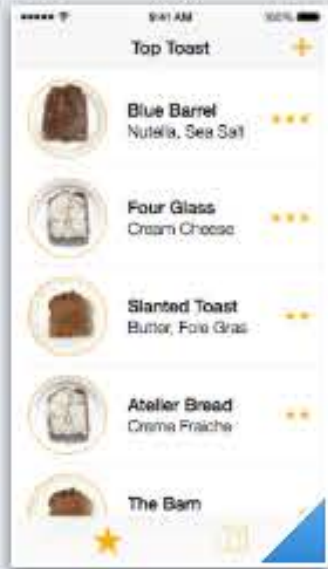 9:41 AM
100%
Top Toast
+
Blue Barrel
Nutella, Sea Salt
Four Glass
Cream Cheese
Slanted Toast
Butter, Foie Gras
Atelier Bread
Creme Fraiche
The Barn